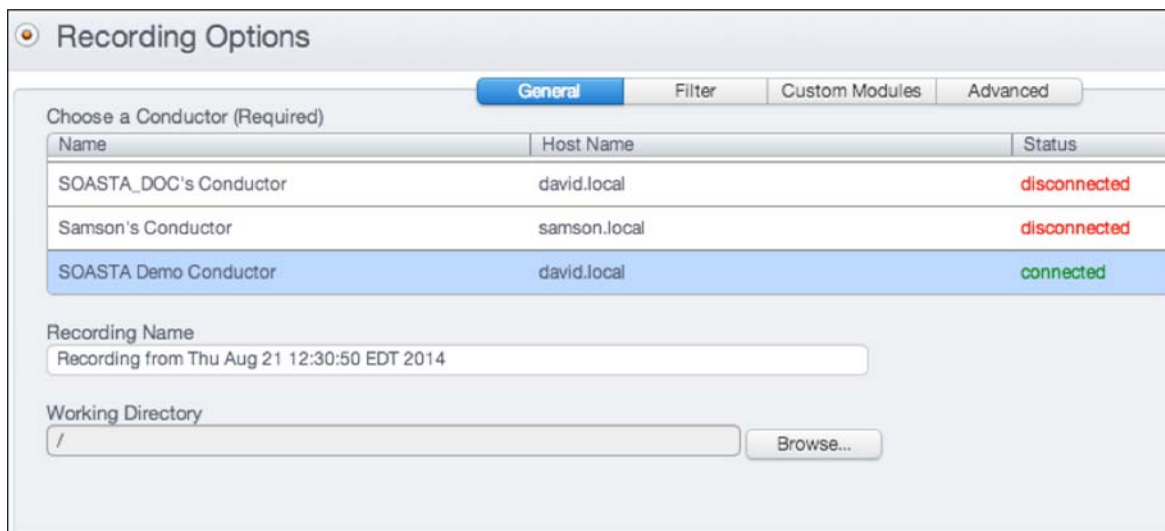 Recording Options
General Filter Custom Modules Advanced
Choose a Conductor (Required)
Name Host Name Status
SOASTA_DOC's Conductor david.local disconnected
Samson's Conductor samson.local disconnected
SOASTA Demo Conductor david.local connected
Recording Name
Recording from Thu Aug 21 12:30:50 EDT 2014
Working Directory
/ Browse...